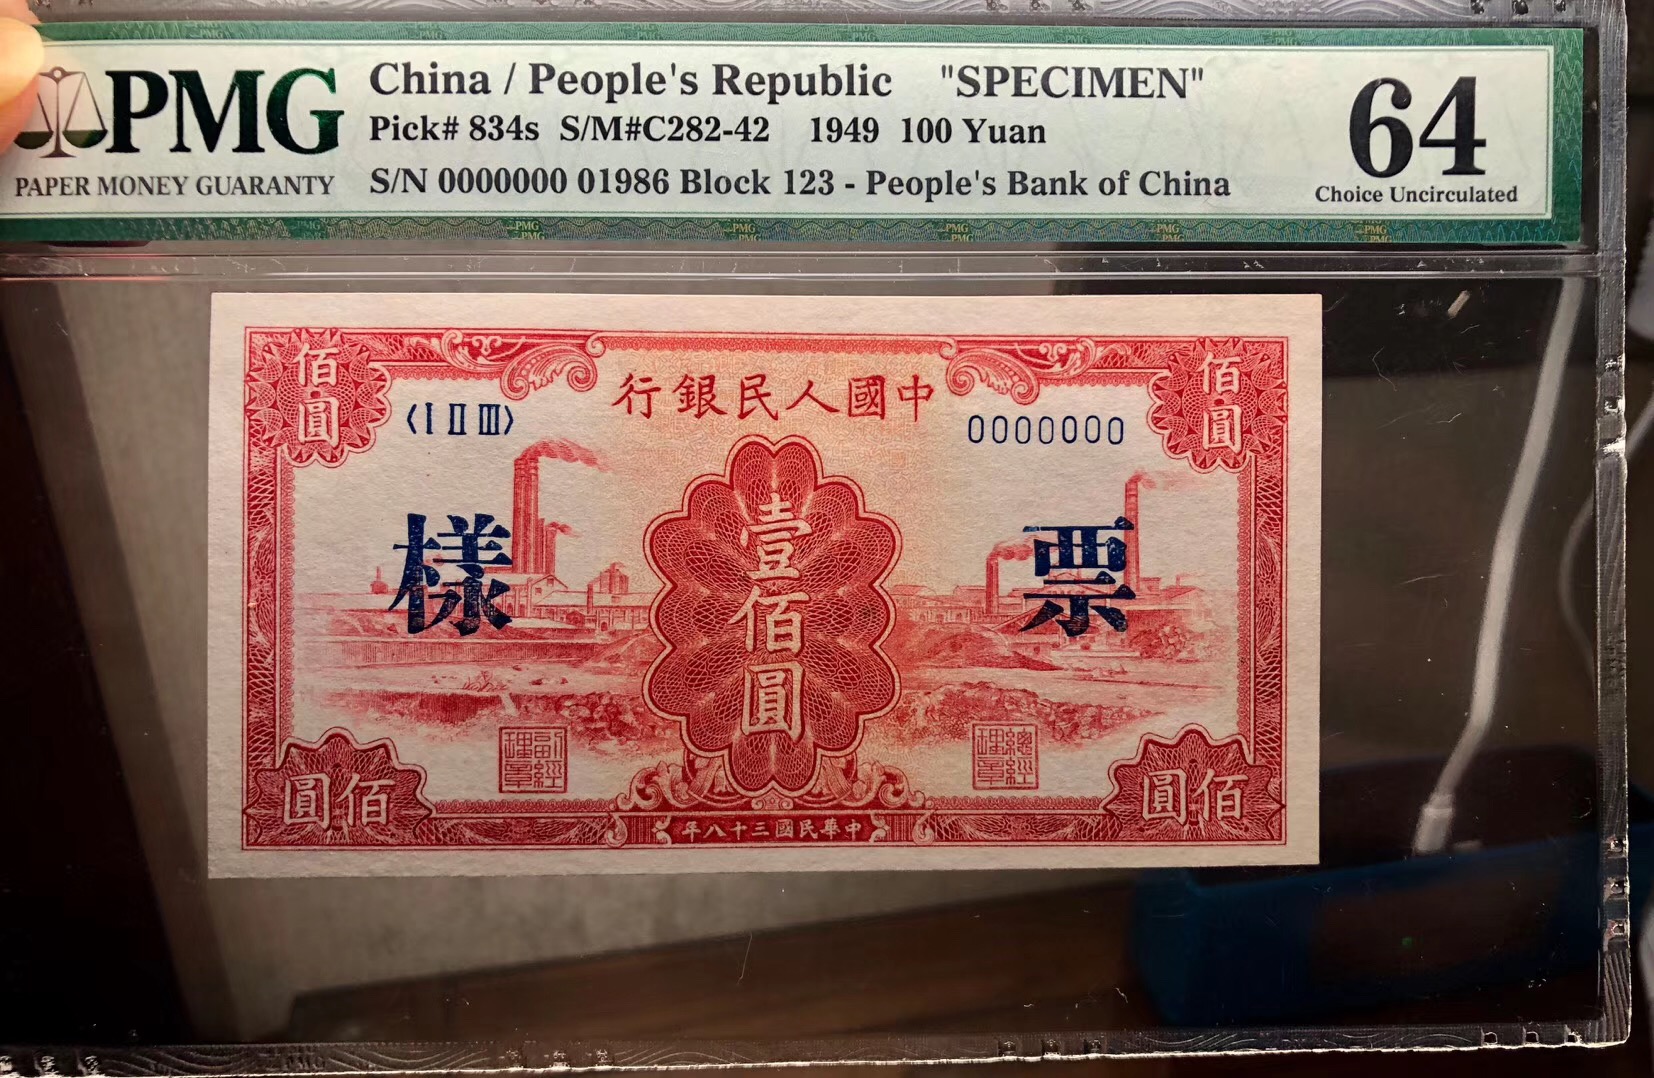 PMG
PAPER MONEY GUARANTY
China / People's Republic "SPECIMEN"
Pick# 834s S/M#C282-42 1949 100 Yuan
S/N 0000000 01986 Block 123 - People's Bank of China
64
Choice Uncirculated
佰圓
行銀民人國中
佰圓
〈I II III〉
0000000
樣
票
壹佰圓
副經理章
總經理章
圓佰
圓佰
年八十三國民華中